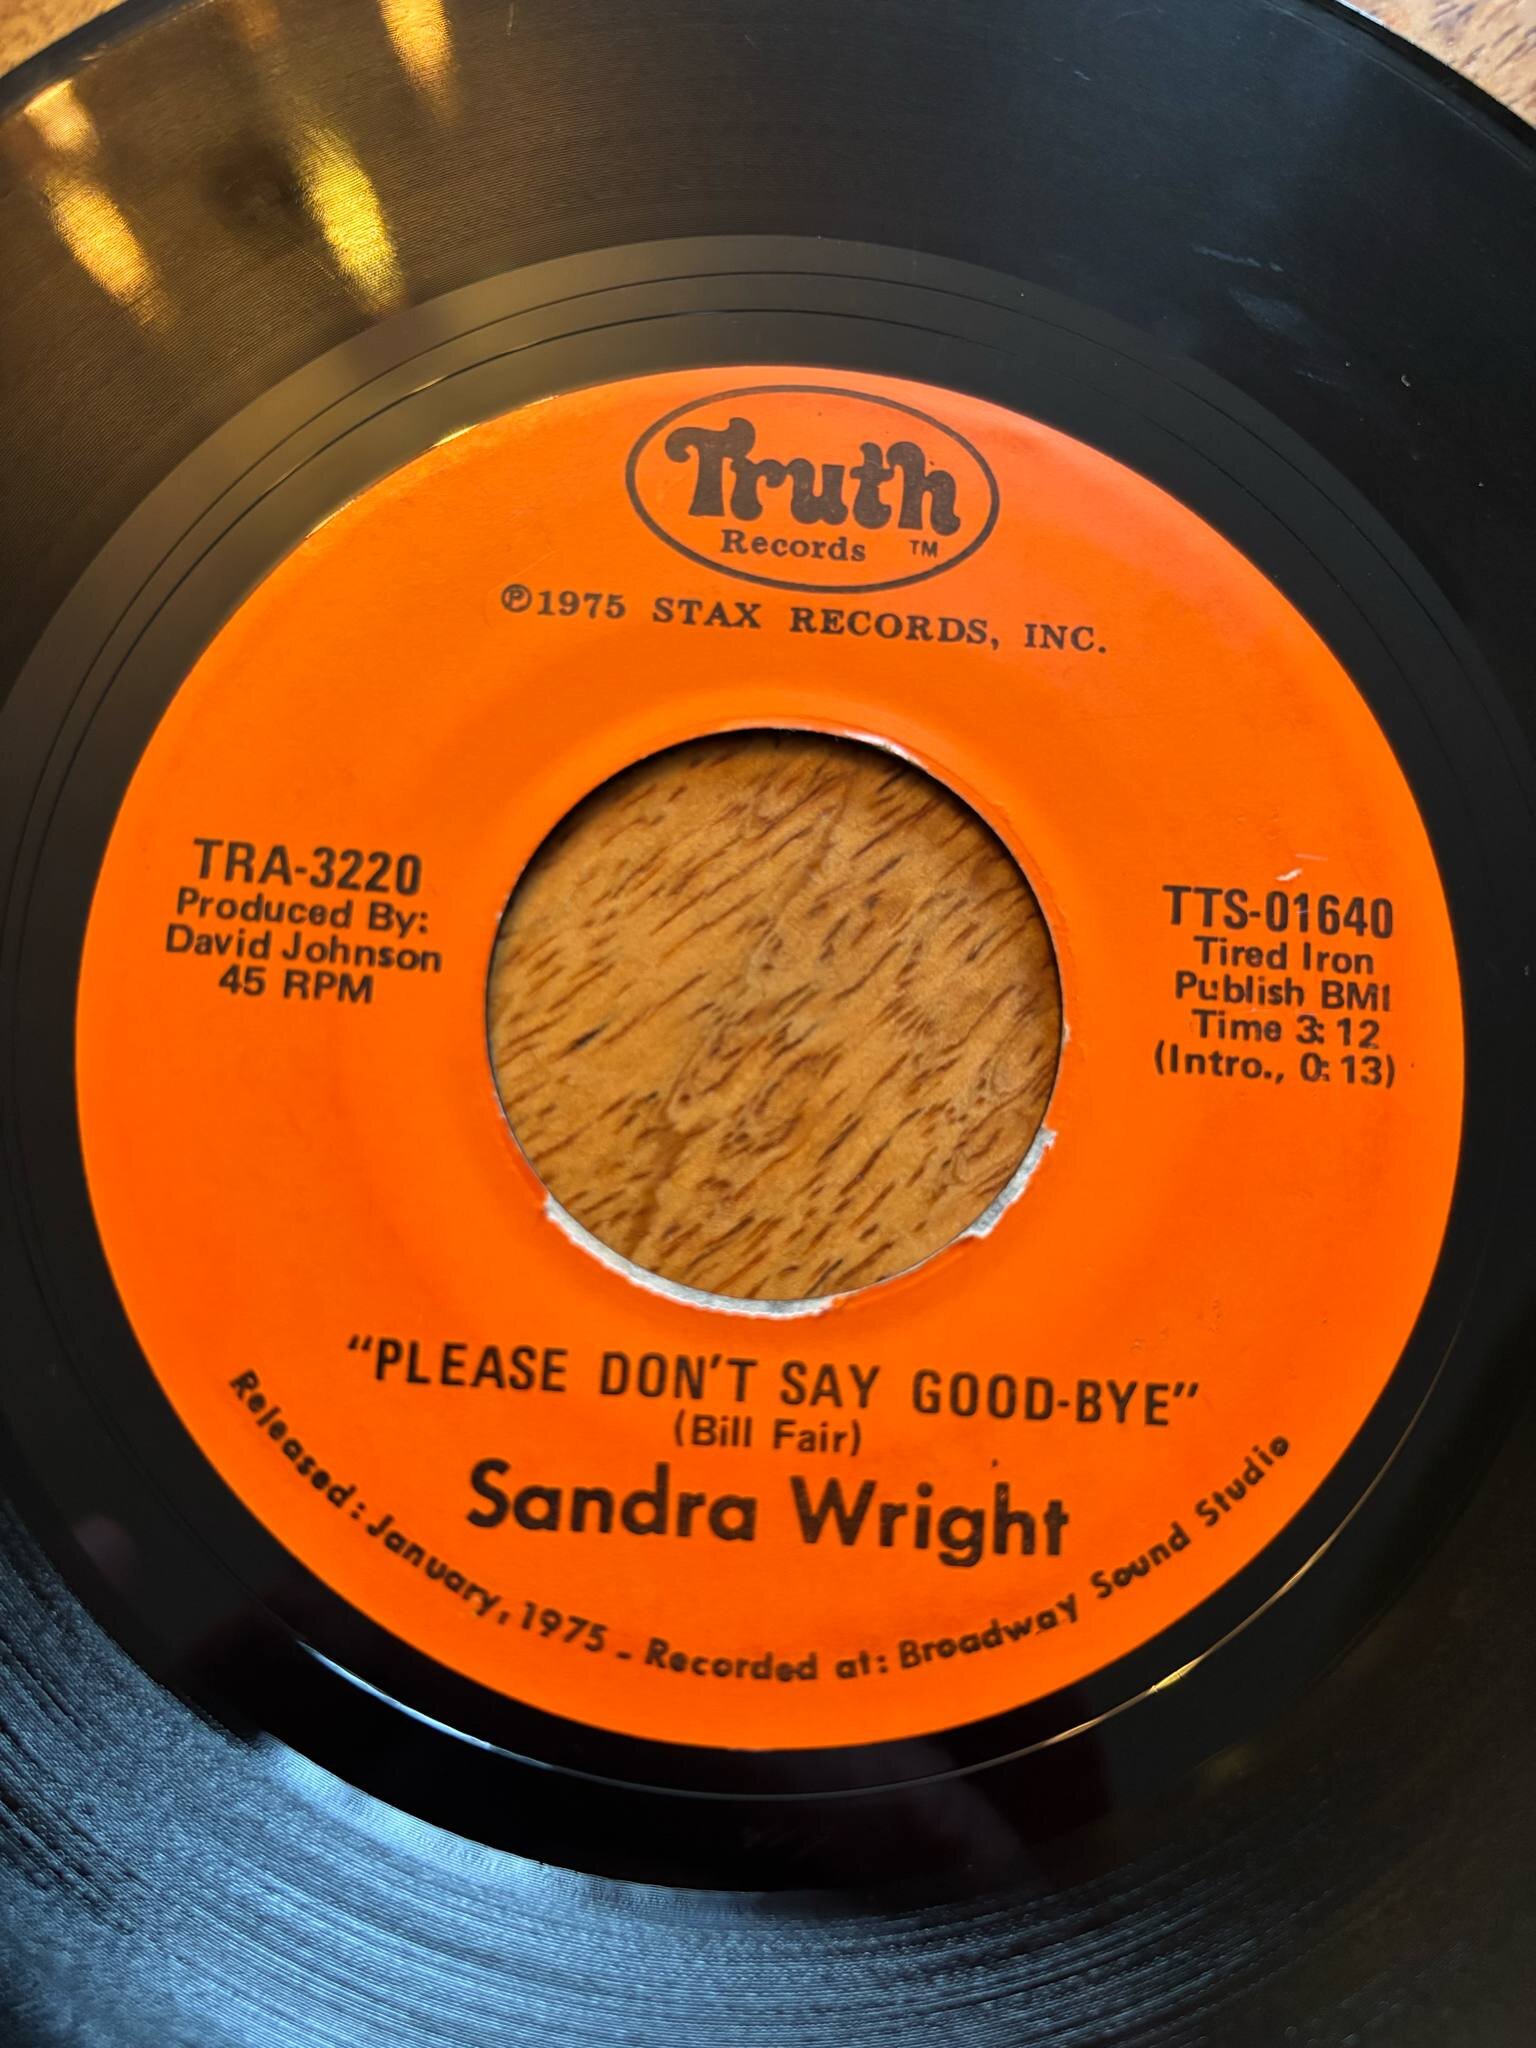 Truth
Records ™
℗1975 STAX RECORDS, INC.
TRA-3220
Produced By:
David Johnson
45 RPM
TTS-01640
Tired Iron
Publish BMI
Time 3:12
(Intro., 0:13)
"PLEASE DON'T SAY GOOD-BYE"
(Bill Fair)
Sandra Wright
Released: January, 1975 - Recorded at: Broadway Sound Studio